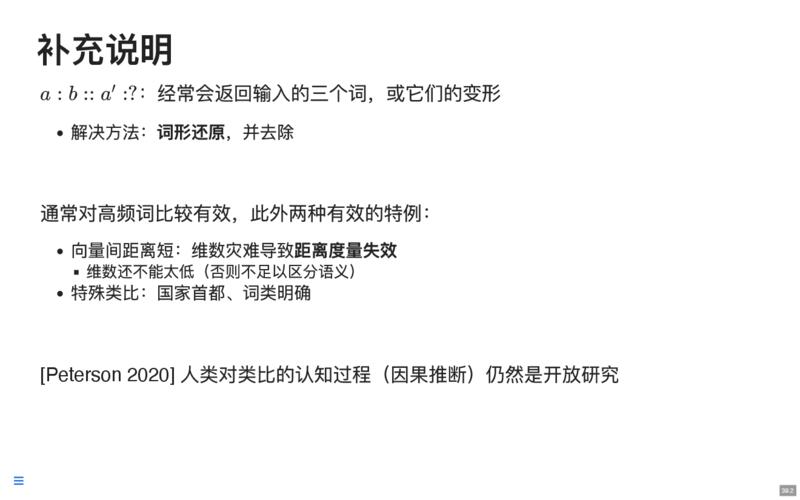 补充说明
a : b :: a′ :?：经常会返回输入的三个词，或它们的变形
• 解决方法：词形还原，并去除
通常对高频词比较有效，此外两种有效的特例：
• 向量间距离短：维数灾难导致距离度量失效
▪ 维数还不能太低（否则不足以区分语义）
• 特殊类比：国家首都、词类明确
[Peterson 2020] 人类对类比的认知过程（因果推断）仍然是开放研究
39.2